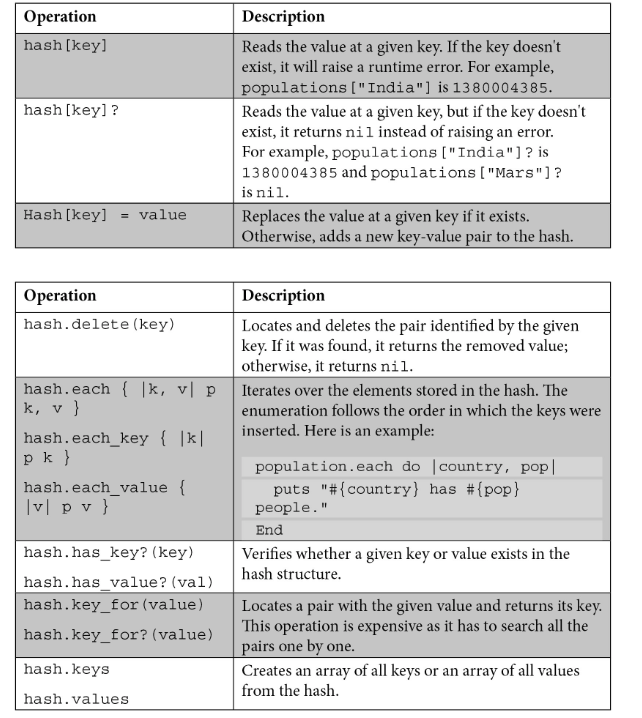 Operation Description
hash[key] Reads the value at a given key. If the key doesn't
exist, it will raise a runtime error. For example,
populations["India"] is 1380004385.
hash[key]? Reads the value at a given key, but if the key doesn't
exist, it returns nil instead of raising an error.
For example, populations["India"]? is
1380004385 and populations["Mars"]?
is nil.
Hash[key] = value Replaces the value at a given key if it exists.
Otherwise, adds a new key-value pair to the hash.
Operation Description
hash.delete(key) Locates and deletes the pair identified by the given
key. If it was found, it returns the removed value;
otherwise, it returns nil.
hash.each { |k, v| p
k, v }
hash.each_key { |k|
p k }
hash.each_value {
|v| p v }
Iterates over the elements stored in the hash. The
enumeration follows the order in which the keys were
inserted. Here is an example:
population.each do |country, pop|
puts "#{country} has #{pop}
people."
End
hash.has_key?(key)
hash.has_value?(val)
Verifies whether a given key or value exists in the
hash structure.
hash.key_for(value)
hash.key_for?(value)
Locates a pair with the given value and returns its key.
This operation is expensive as it has to search all the
pairs one by one.
hash.keys
hash.values
Creates an array of all keys or an array of all values
from the hash.